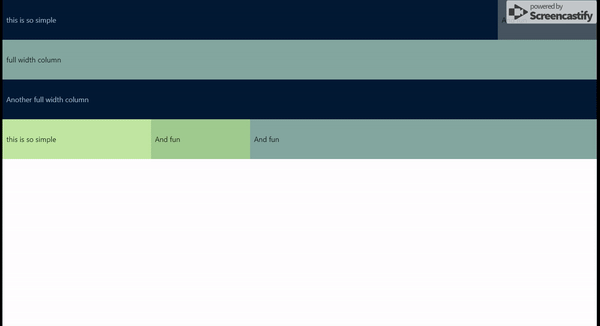 this is so simple
powered by
Screencastify
full width column
Another full width column
this is so simple
And fun
And fun